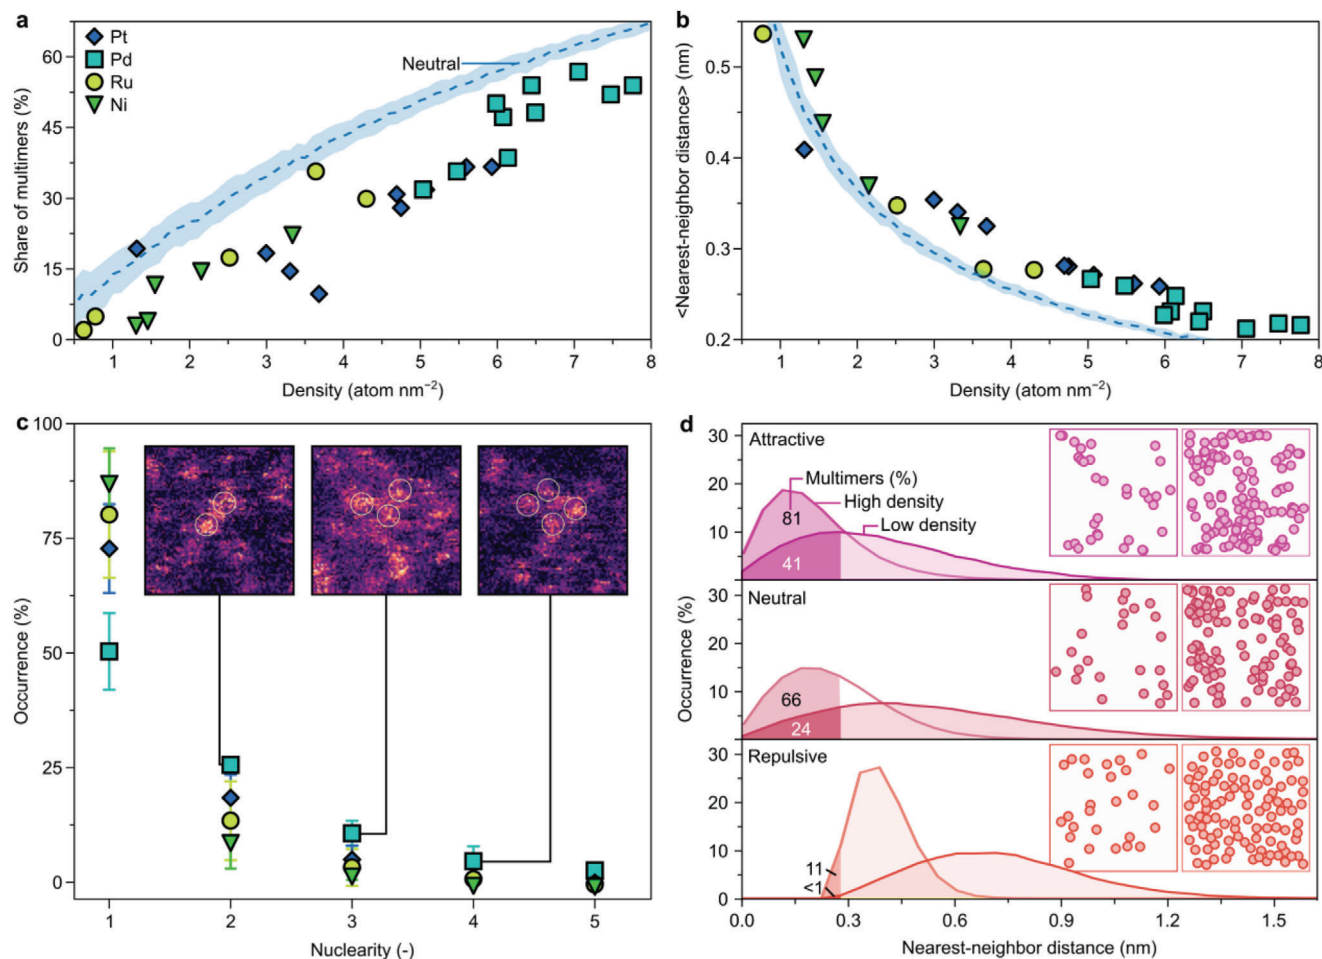 a
Share of multimers (%)
60
45
30
15
0
Pt
Pd
Ru
Ni
Neutral
1 2 3 4 5 6 7 8
Density (atom nm⁻²)
b
<Nearest-neighbor distance> (nm)
0.5
0.4
0.3
0.2
1 2 3 4 5 6 7 8
Density (atom nm⁻²)
c
Occurrence (%)
100
75
50
25
0
1 2 3 4 5
Nuclearity (-)
d
Occurrence (%)
Attractive
30
20
10
Multimers (%)
High density
Low density
81
41
Neutral
30
20
10
66
24
Repulsive
30
20
10
0
11
<1
0.0 0.3 0.6 0.9 1.2 1.5
Nearest-neighbor distance (nm)